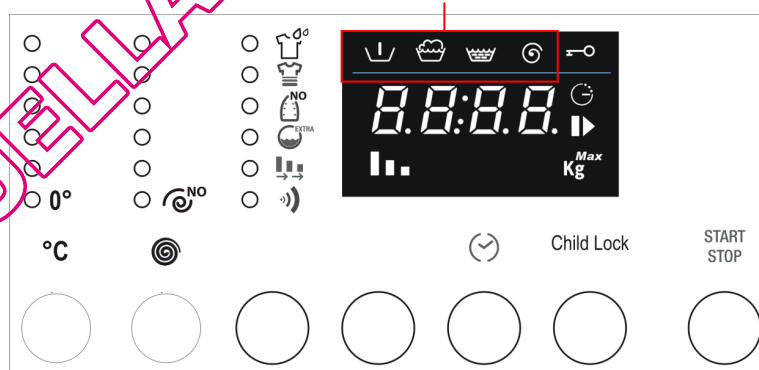 NO
EXTRA
8.8:8.8.
Max
Kg
0°
NO
°C
Child Lock
START
STOP